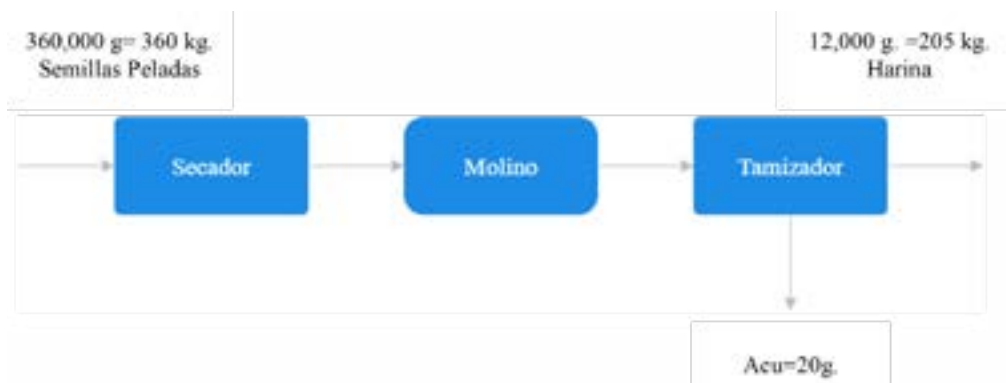 360,000 g= 360 kg.
Semillas Peladas
12,000 g. =205 kg.
Harina
Secador
Molino
Tamizador
Acu=20g.